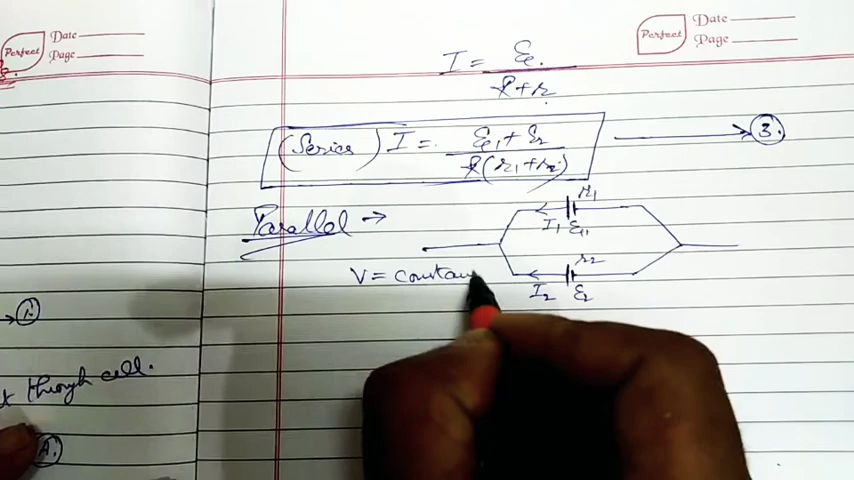 Perfect Date
Page
Date
Perfect Page
I = ε
R+r
(Series) I = ε1 + ε2
R(r1+r2)
3.
Parallel →
r1
I1 ε1
r2
V = constan
I2 ε2
1.
through cell.
A.